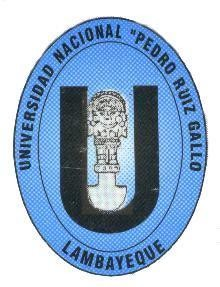 UNIVERSIDAD NACIONAL "PEDRO RUIZ GALLO
LAMBAYEQUE
U